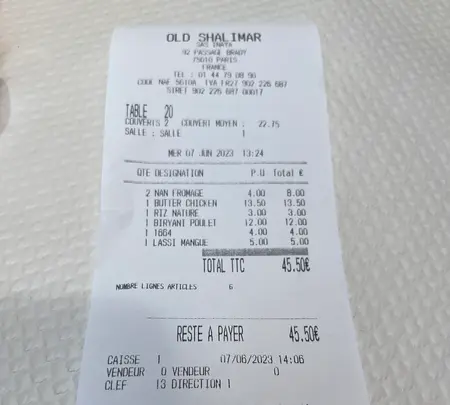 OLD SHALIMAR
SAS INAYA
92 PASSAGE BRADY
75010 PARIS
FRANCE
TEL : 01 44 79 08 96
CODE NAF 5610A TVA FR27 902 226 687
SIRET 902 226 687 00017
TABLE 20
COUVERTS 2 COUVERT MOYEN : 22.75
SALLE : SALLE 1
MER 07 JUN 2023 13:24
QTE DESIGNATION P.U Total €
2 NAN FROMAGE 4.00 8.00
1 BUTTER CHICKEN 13.50 13.50
1 RIZ NATURE 3.00 3.00
1 BIRYANI POULET 12.00 12.00
1 1664 4.00 4.00
1 LASSI MANGUE 5.00 5.00
TOTAL TTC 45.50€
NOMBRE LIGNES ARTICLES 6
RESTE A PAYER 45.50€
CAISSE 1 07/06/2023 14:06
VENDEUR 0 VENDEUR 0
CLEF 13 DIRECTION 1